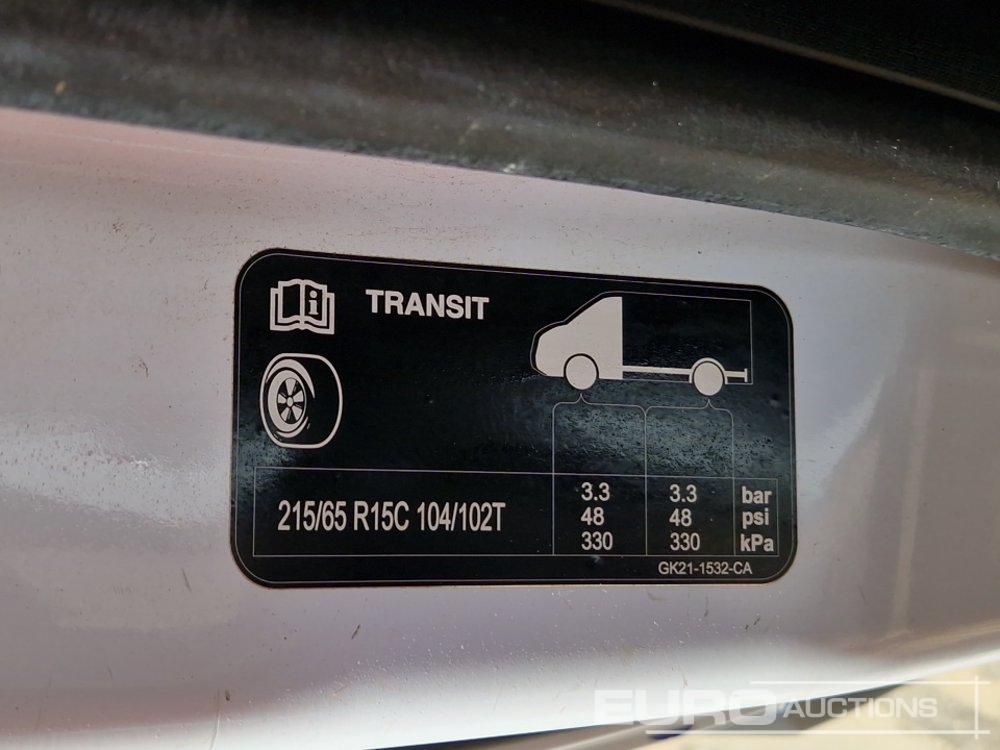 TRANSIT
215/65 R15C 104/102T
3.3 3.3 bar
48 48 psi
330 330 kPa
GK21-1532-CA
EURO AUCTIONS